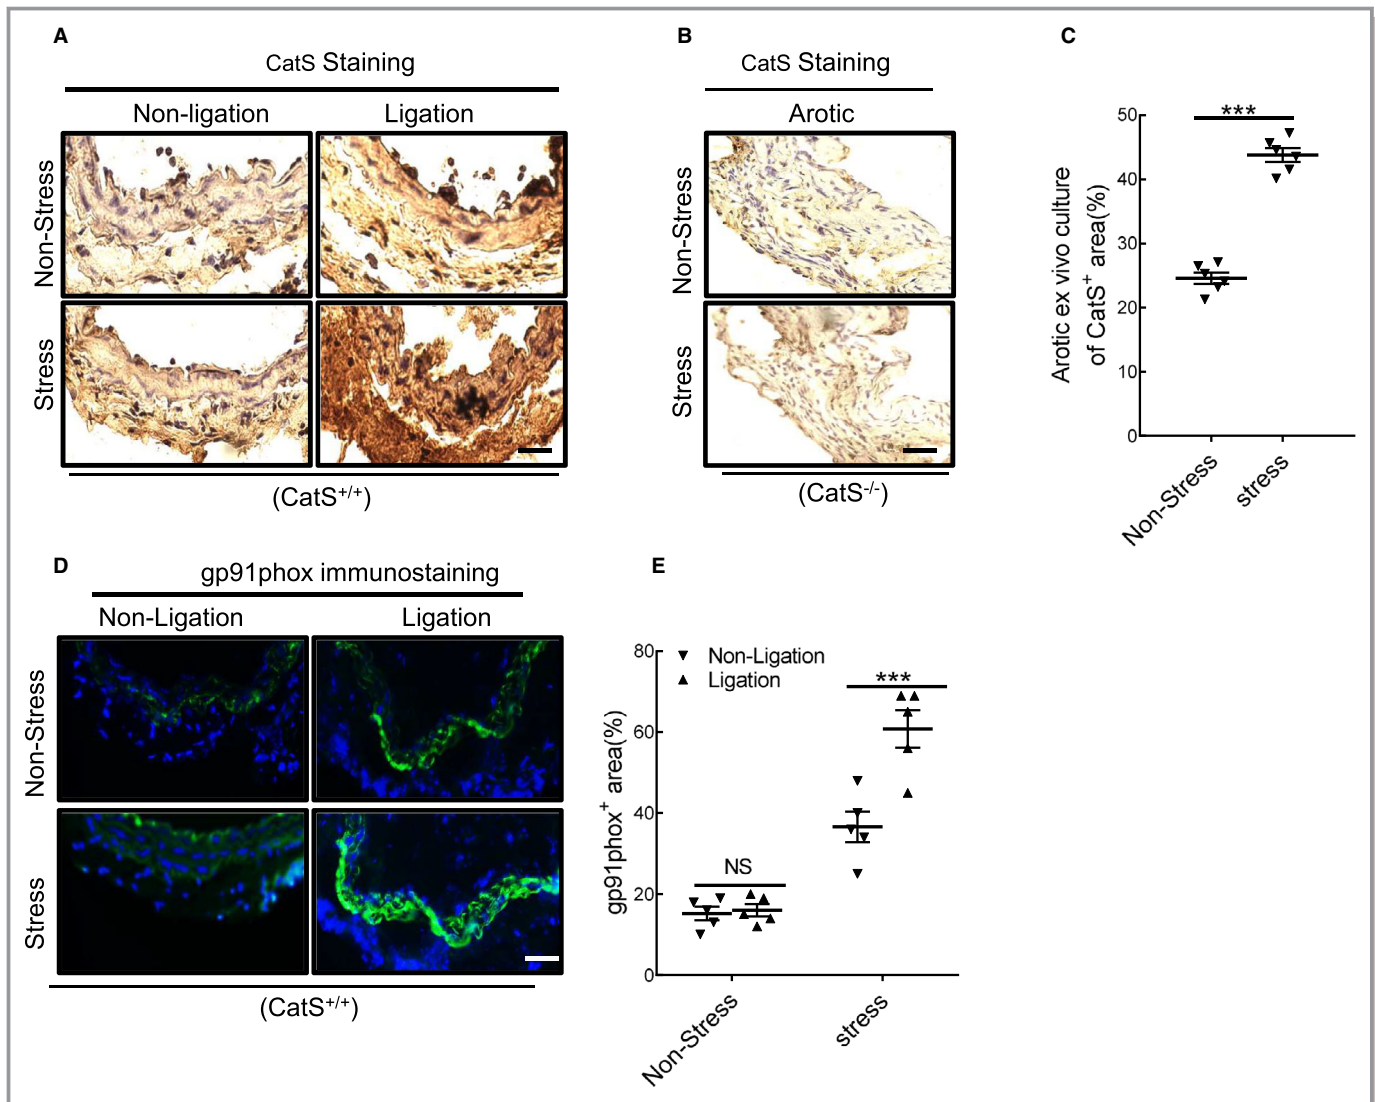 A
CatS Staining
Non-ligation
Ligation
Non-Stress
Stress
(CatS+/+)
B
CatS Staining
Arotic
Non-Stress
Stress
(CatS-/-)
C
Arotic ex vivo culture
of CatS+ area(%)
50
40
30
20
10
0
***
Non-Stress
stress
D
gp91phox immunostaining
Non-Ligation
Ligation
Non-Stress
Stress
(CatS+/+)
E
gp91phox+ area(%)
80
60
40
20
0
Non-Ligation
Ligation
NS
***
Non-Stress
stress